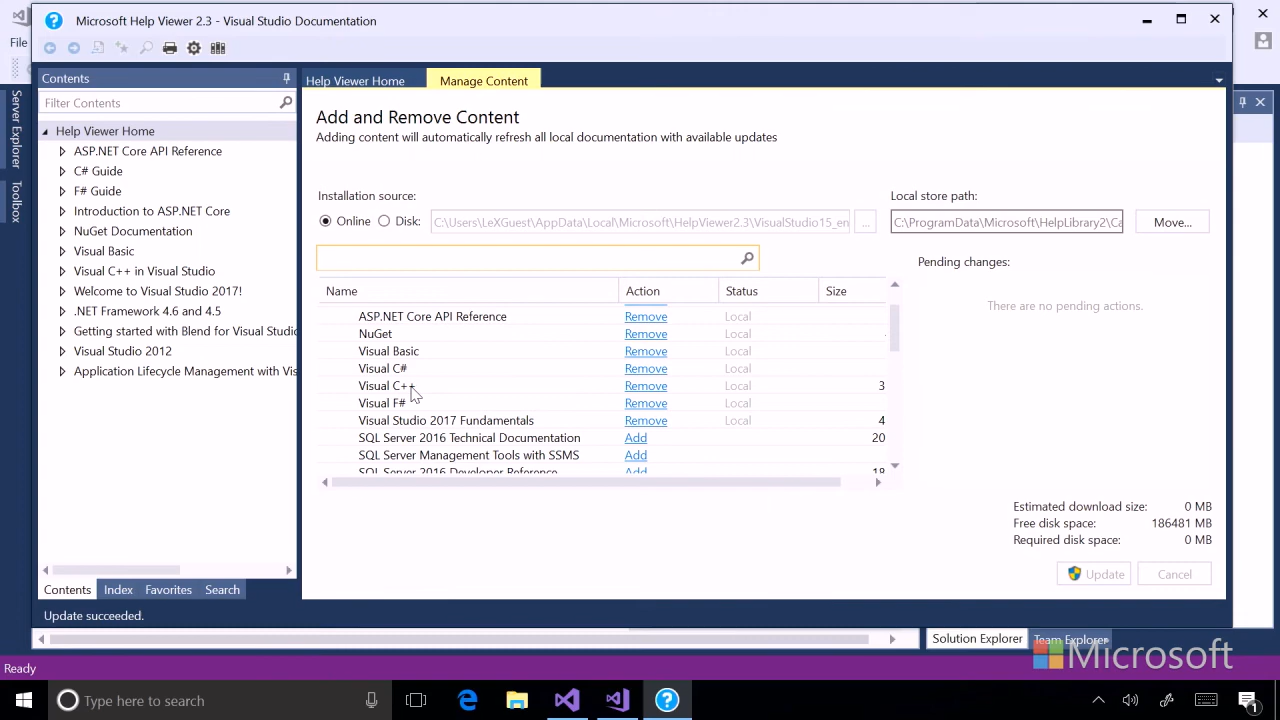 Microsoft Help Viewer 2.3 - Visual Studio Documentation
File
Contents
Help Viewer Home
Manage Content
Filter Contents
Server Explorer
Toolbox
Help Viewer Home
ASP.NET Core API Reference
C# Guide
F# Guide
Introduction to ASP.NET Core
NuGet Documentation
Visual Basic
Visual C++ in Visual Studio
Welcome to Visual Studio 2017!
.NET Framework 4.6 and 4.5
Getting started with Blend for Visual Studio
Visual Studio 2012
Application Lifecycle Management with Vis
Add and Remove Content
Adding content will automatically refresh all local documentation with available updates
Installation source:
Online
Disk:
C:\Users\LeXGuest\AppData\Local\Microsoft\HelpViewer2.3\VisualStudio15_en
...
Local store path:
C:\ProgramData\Microsoft\HelpLibrary2\Ca
Move...
Pending changes:
There are no pending actions.
Name Action Status Size
ASP.NET Core API Reference Remove Local
NuGet Remove Local
Visual Basic Remove Local
Visual C# Remove Local
Visual C++ Remove Local 3
Visual F# Remove Local
Visual Studio 2017 Fundamentals Remove Local 4
SQL Server 2016 Technical Documentation Add 20
SQL Server Management Tools with SSMS Add
SQL Server 2016 Developer Reference Add 18
Estimated download size: 0 MB
Free disk space: 186481 MB
Required disk space: 0 MB
Update Cancel
Contents Index Favorites Search
Update succeeded.
Solution Explorer Team Explorer
Microsoft
Ready
Type here to search
1